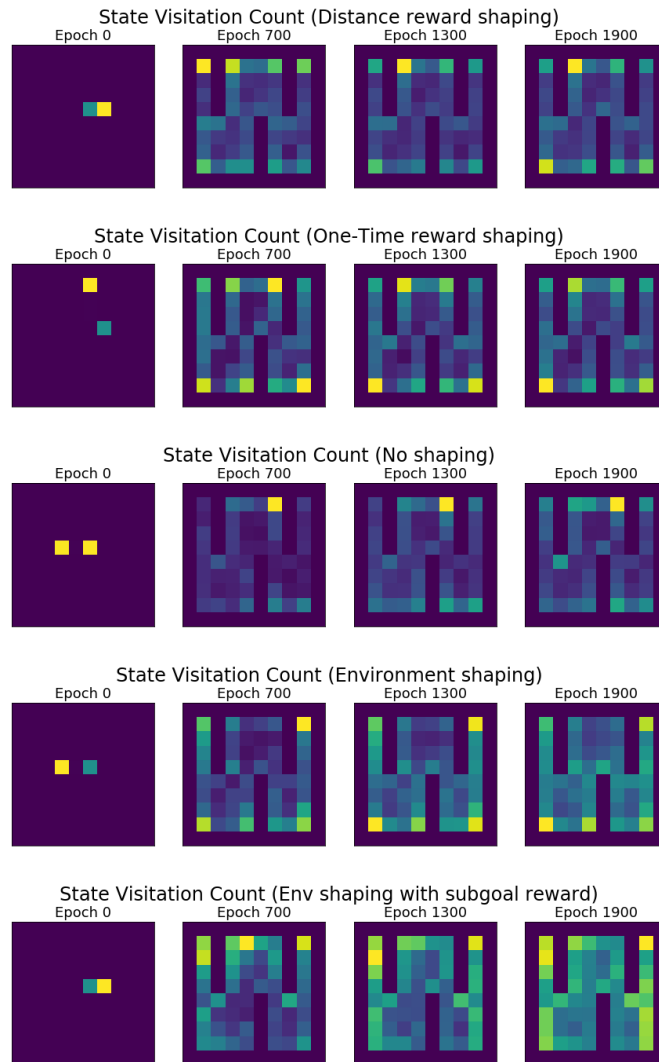 State Visitation Count (Distance reward shaping)
Epoch 0 Epoch 700 Epoch 1300 Epoch 1900
State Visitation Count (One-Time reward shaping)
Epoch 0 Epoch 700 Epoch 1300 Epoch 1900
State Visitation Count (No shaping)
Epoch 0 Epoch 700 Epoch 1300 Epoch 1900
State Visitation Count (Environment shaping)
Epoch 0 Epoch 700 Epoch 1300 Epoch 1900
State Visitation Count (Env shaping with subgoal reward)
Epoch 0 Epoch 700 Epoch 1300 Epoch 1900